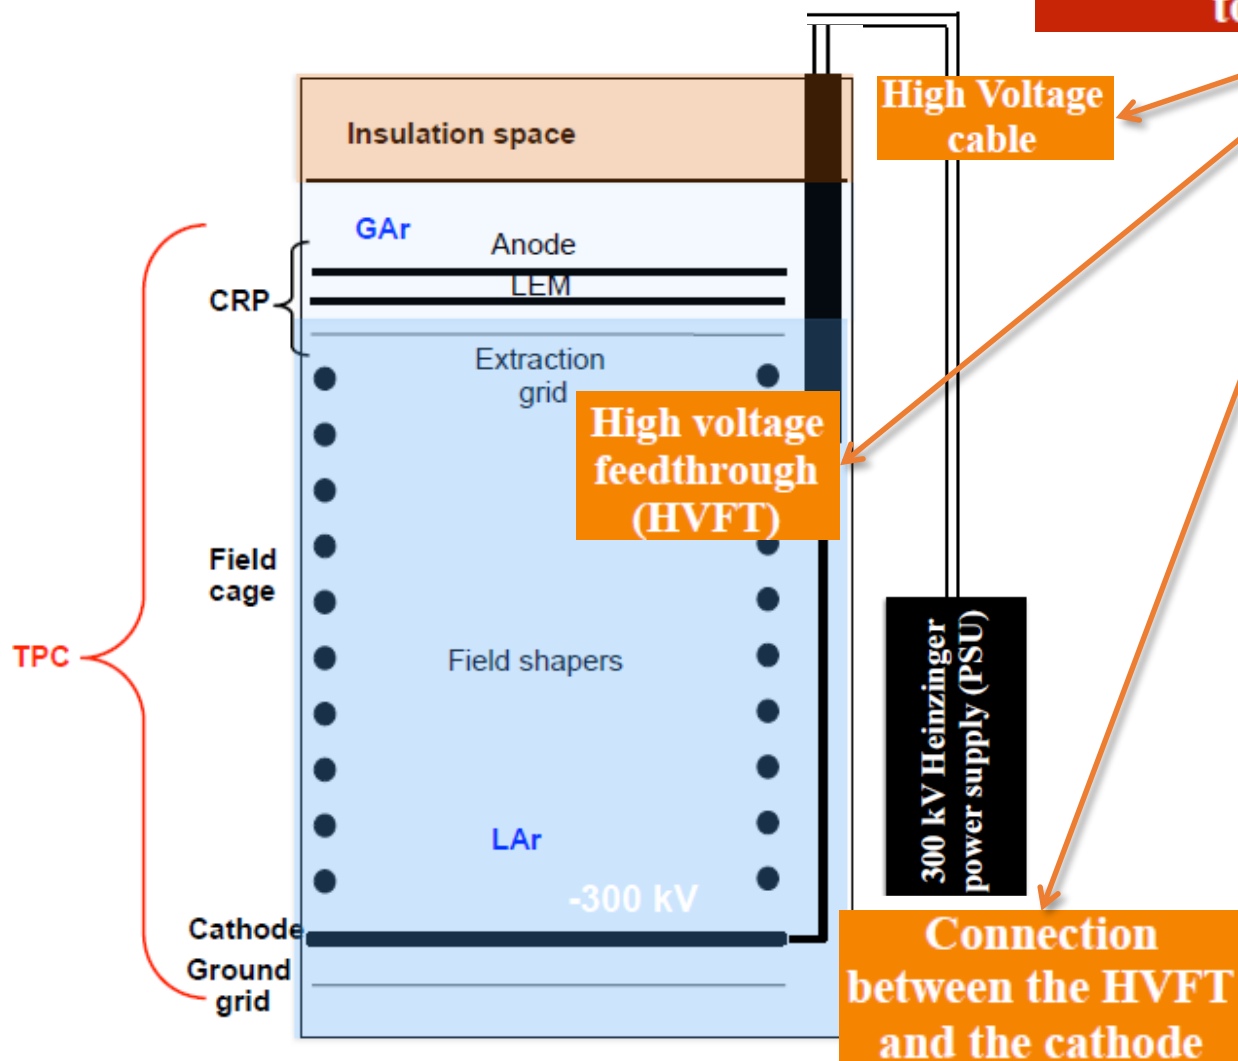 to
High Voltage
cable
Insulation space
GAr
Anode
LEM
CRP
Extraction
grid
High voltage
feedthrough
(HVFT)
Field
cage
TPC
Field shapers
300 kV Heinzinger
power supply (PSU)
LAr
-300 kV
Cathode
Ground
grid
Connection
between the HVFT
and the cathode